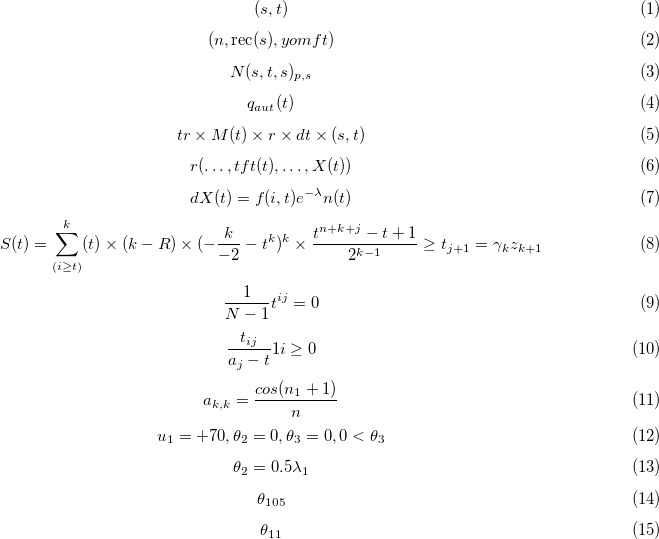 (s, t) (1)
(n, rec(s), yomft) (2)
N(s, t, s)_{p,s} (3)
q_{aut}(t) (4)
tr × M(t) × r × dt × (s, t) (5)
r(..., tft(t), ..., X(t)) (6)
dX(t) = f(i, t)e^{−λ}n(t) (7)
S(t) = \sum_{(i≥t)}^{k}(t) × (k − R) × (−\frac{k}{−2} − t^k)^k × \frac{t^{n+k+j} − t + 1}{2^{k−1}} ≥ t_{j+1} = γ_k z_{k+1} (8)
\frac{1}{N − 1}t^{ij} = 0 (9)
\frac{t_{ij}}{a_j − t}1i ≥ 0 (10)
a_{k,k} = \frac{cos(n_1 + 1)}{n} (11)
u_1 = +70, θ_2 = 0, θ_3 = 0, 0 < θ_3 (12)
θ_2 = 0.5λ_1 (13)
θ_{105} (14)
θ_{11} (15)